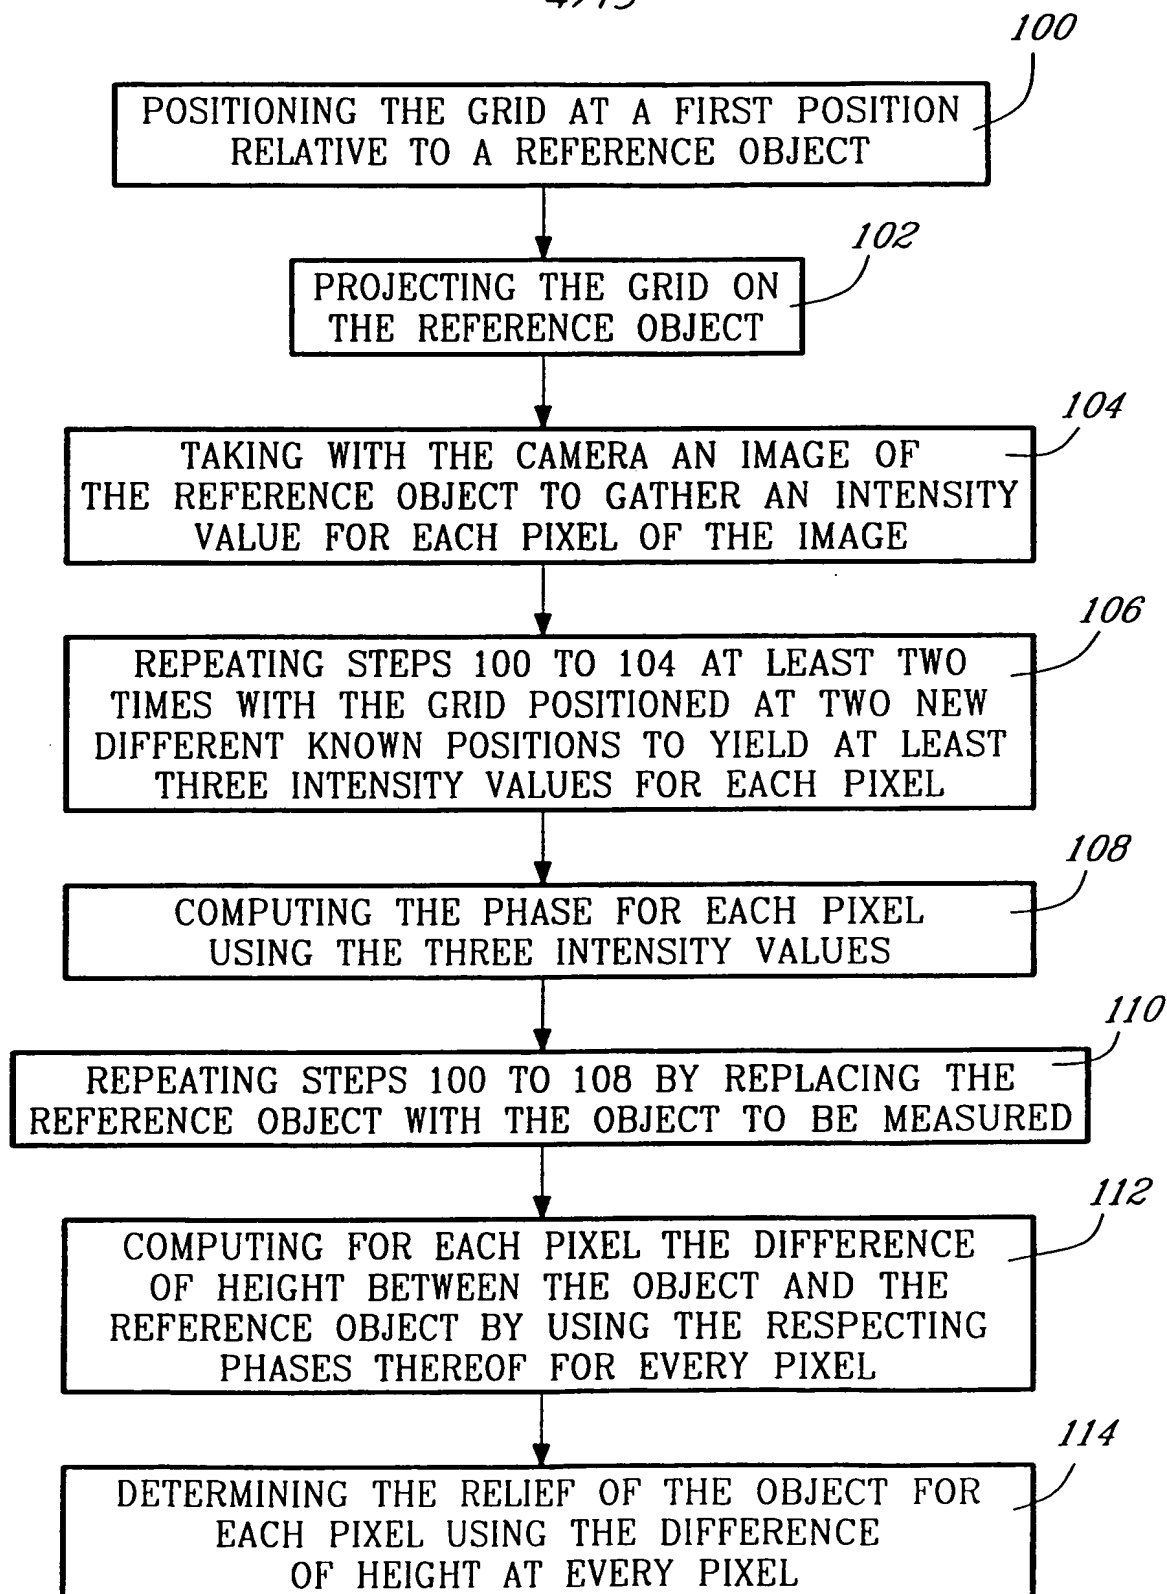 100
POSITIONING THE GRID AT A FIRST POSITION
RELATIVE TO A REFERENCE OBJECT
102
PROJECTING THE GRID ON
THE REFERENCE OBJECT
104
TAKING WITH THE CAMERA AN IMAGE OF
THE REFERENCE OBJECT TO GATHER AN INTENSITY
VALUE FOR EACH PIXEL OF THE IMAGE
106
REPEATING STEPS 100 TO 104 AT LEAST TWO
TIMES WITH THE GRID POSITIONED AT TWO NEW
DIFFERENT KNOWN POSITIONS TO YIELD AT LEAST
THREE INTENSITY VALUES FOR EACH PIXEL
108
COMPUTING THE PHASE FOR EACH PIXEL
USING THE THREE INTENSITY VALUES
110
REPEATING STEPS 100 TO 108 BY REPLACING THE
REFERENCE OBJECT WITH THE OBJECT TO BE MEASURED
112
COMPUTING FOR EACH PIXEL THE DIFFERENCE
OF HEIGHT BETWEEN THE OBJECT AND THE
REFERENCE OBJECT BY USING THE RESPECTING
PHASES THEREOF FOR EVERY PIXEL
114
DETERMINING THE RELIEF OF THE OBJECT FOR
EACH PIXEL USING THE DIFFERENCE
OF HEIGHT AT EVERY PIXEL